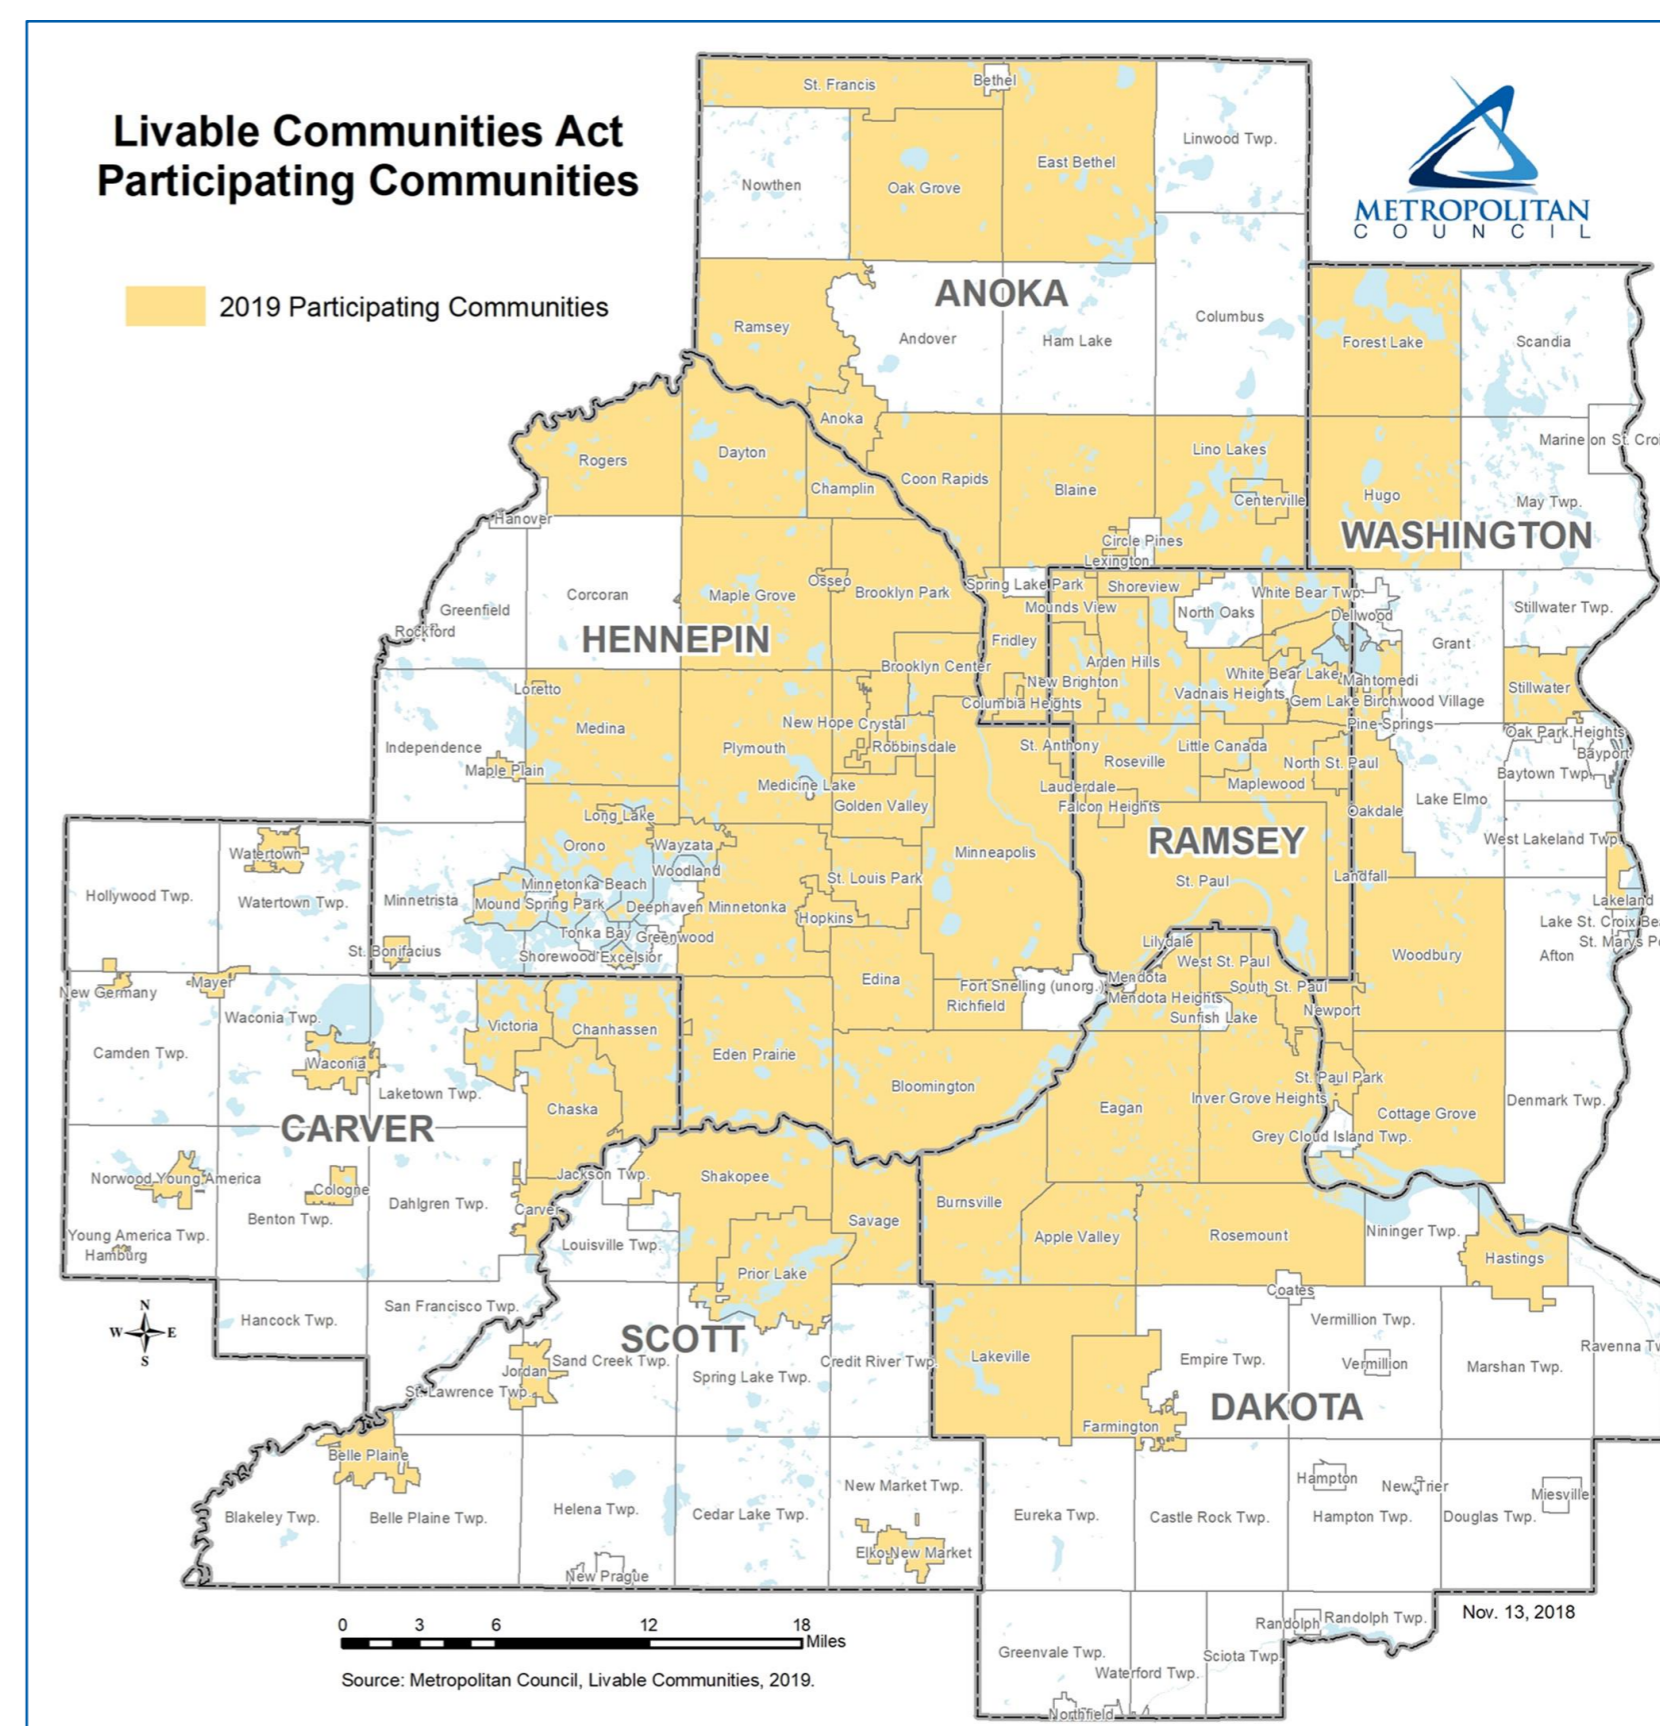 Livable Communities Act
Participating Communities
2019 Participating Communities
METROPOLITAN
COUNCIL
St. Francis
Bethel
Linwood Twp.
Nowthen
Oak Grove
East Bethel
ANOKA
Ramsey
Andover
Ham Lake
Columbus
Forest Lake
Scandia
Anoka
Rogers
Dayton
Champlin
Coon Rapids
Blaine
Lino Lakes
Centerville
Hugo
Marine on St. Croi
May Twp.
WASHINGTON
Hanover
Circle Pines
Lexington
Greenfield
Corcoran
Maple Grove
Osseo
Brooklyn Park
Spring Lake Park
Shoreview
White Bear Twp.
Mounds View
North Oaks
Dellwood
Stillwater Twp.
Rockford
HENNEPIN
Fridley
Grant
Brooklyn Center
Arden Hills
New Brighton
White Bear Lake
Mahtomedi
Stillwater
Loretto
Columbia Heights
Vadnais Heights
Gem Lake
Birchwood Village
Medina
New Hope
Crystal
Pine Springs
Oak Park Heights
Independence
Plymouth
Robbinsdale
St. Anthony
Little Canada
Bayport
Maple Plain
Roseville
North St. Paul
Baytown Twp.
Medicine Lake
Lauderdale
Maplewood
Golden Valley
Falcon Heights
Lake Elmo
Oakdale
Long Lake
RAMSEY
West Lakeland Twp.
Watertown
Orono
Wayzata
Minneapolis
Woodland
St. Louis Park
St. Paul
Landfall
Hollywood Twp.
Watertown Twp.
Minnetrista
Minnetonka Beach
Mound
Spring Park
Deephaven
Minnetonka
Hopkins
Lakeland
Tonka Bay
Greenwood
Lilydale
Lake St. Croix Bea
St. Bonifacius
Shorewood
Excelsior
West St. Paul
Woodbury
Afton
St. Marys Po
New Germany
Mayer
Edina
Fort Snelling (unorg.)
Mendota
Richfield
Mendota Heights
South St. Paul
Waconia Twp.
Victoria
Chanhassen
Sunfish Lake
Newport
Camden Twp.
Waconia
Eden Prairie
Bloomington
St. Paul Park
Laketown Twp.
Chaska
Eagan
Inver Grove Heights
Cottage Grove
Denmark Twp.
CARVER
Grey Cloud Island Twp.
Norwood Young America
Cologne
Jackson Twp.
Shakopee
Dahlgren Twp.
Carver
Burnsville
Benton Twp.
Savage
Young America Twp.
Hamburg
Louisville Twp.
Apple Valley
Rosemount
Nininger Twp.
Prior Lake
Hastings
Coates
N
W
E
S
Hancock Twp.
San Francisco Twp.
SCOTT
Vermillion Twp.
Jordan
Sand Creek Twp.
Spring Lake Twp.
Credit River Twp.
Lakeville
Empire Twp.
Vermillion
Marshan Twp.
Ravenna Tw
St. Lawrence Twp.
DAKOTA
Farmington
Belle Plaine
Blakeley Twp.
Belle Plaine Twp.
Helena Twp.
Cedar Lake Twp.
New Market Twp.
Eureka Twp.
Castle Rock Twp.
Hampton
New Trier
Hampton Twp.
Douglas Twp.
Miesville
Elko New Market
New Prague
0 3 6 12 18
Miles
Randolph
Randolph Twp.
Nov. 13, 2018
Greenvale Twp.
Waterford Twp.
Sciota Twp.
Northfield
Source: Metropolitan Council, Livable Communities, 2019.